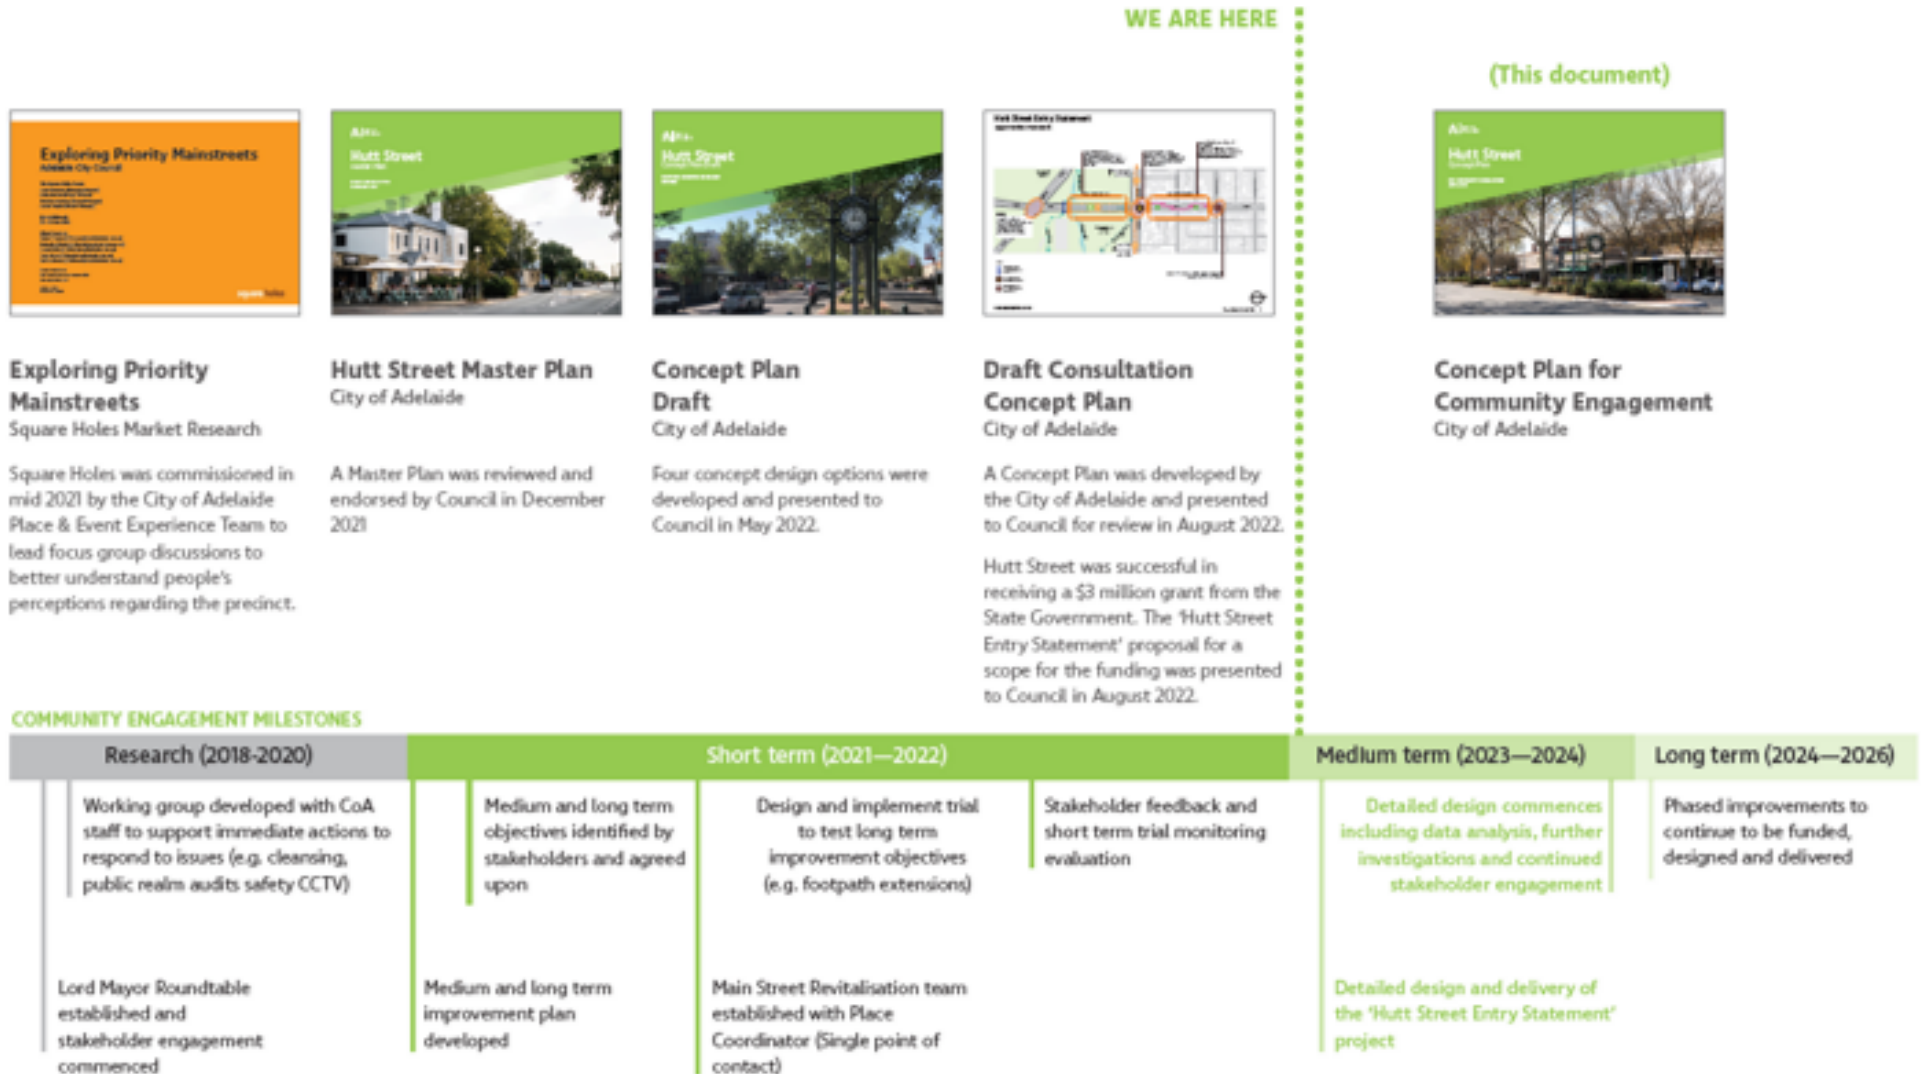 WE ARE HERE
(This document)
Exploring Priority Mainstreets
Adelaide City Council
squareholes
Hutt Street
Hutt Street
Hutt Street Entry Statement
Hutt Street
Concept Plan
Exploring Priority
Mainstreets
Square Holes Market Research
Square Holes was commissioned in
mid 2021 by the City of Adelaide
Place & Event Experience Team to
lead focus group discussions to
better understand people's
perceptions regarding the precinct.
Hutt Street Master Plan
City of Adelaide
A Master Plan was reviewed and
endorsed by Council in December
2021
Concept Plan
Draft
City of Adelaide
Four concept design options were
developed and presented to
Council in May 2022.
Draft Consultation
Concept Plan
City of Adelaide
A Concept Plan was developed by
the City of Adelaide and presented
to Council for review in August 2022.
Hutt Street was successful in
receiving a $3 million grant from the
State Government. The 'Hutt Street
Entry Statement' proposal for a
scope for the funding was presented
to Council in August 2022.
Concept Plan for
Community Engagement
City of Adelaide
COMMUNITY ENGAGEMENT MILESTONES
Research (2018-2020)
Short term (2021—2022)
Medium term (2023—2024)
Long term (2024—2026)
Working group developed with CoA
staff to support immediate actions to
respond to issues (e.g. cleansing,
public realm audits safety CCTV)
Medium and long term
objectives identified by
stakeholders and agreed
upon
Design and implement trial
to test long term
improvement objectives
(e.g. footpath extensions)
Stakeholder feedback and
short term trial monitoring
evaluation
Detailed design commences
including data analysis, further
investigations and continued
stakeholder engagement
Phased improvements to
continue to be funded,
designed and delivered
Lord Mayor Roundtable
established and
stakeholder engagement
commenced
Medium and long term
improvement plan
developed
Main Street Revitalisation team
established with Place
Coordinator (Single point of
contact)
Detailed design and delivery of
the 'Hutt Street Entry Statement'
project